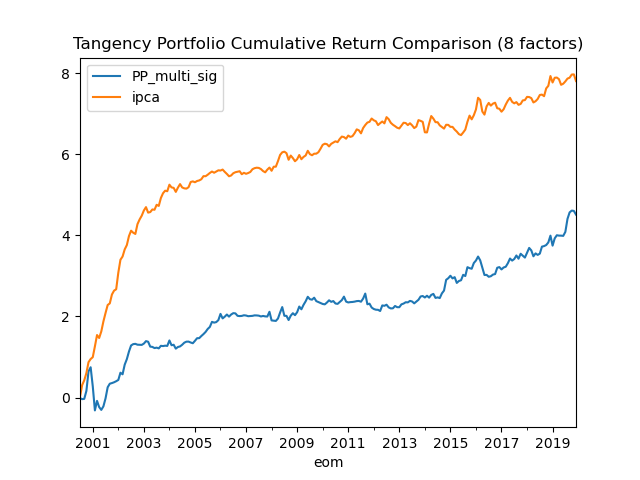 Tangency Portfolio Cumulative Return Comparison (8 factors)
PP_multi_sig
ipca
8
6
4
2
0
2001 2003 2005 2007 2009 2011 2013 2015 2017 2019
eom